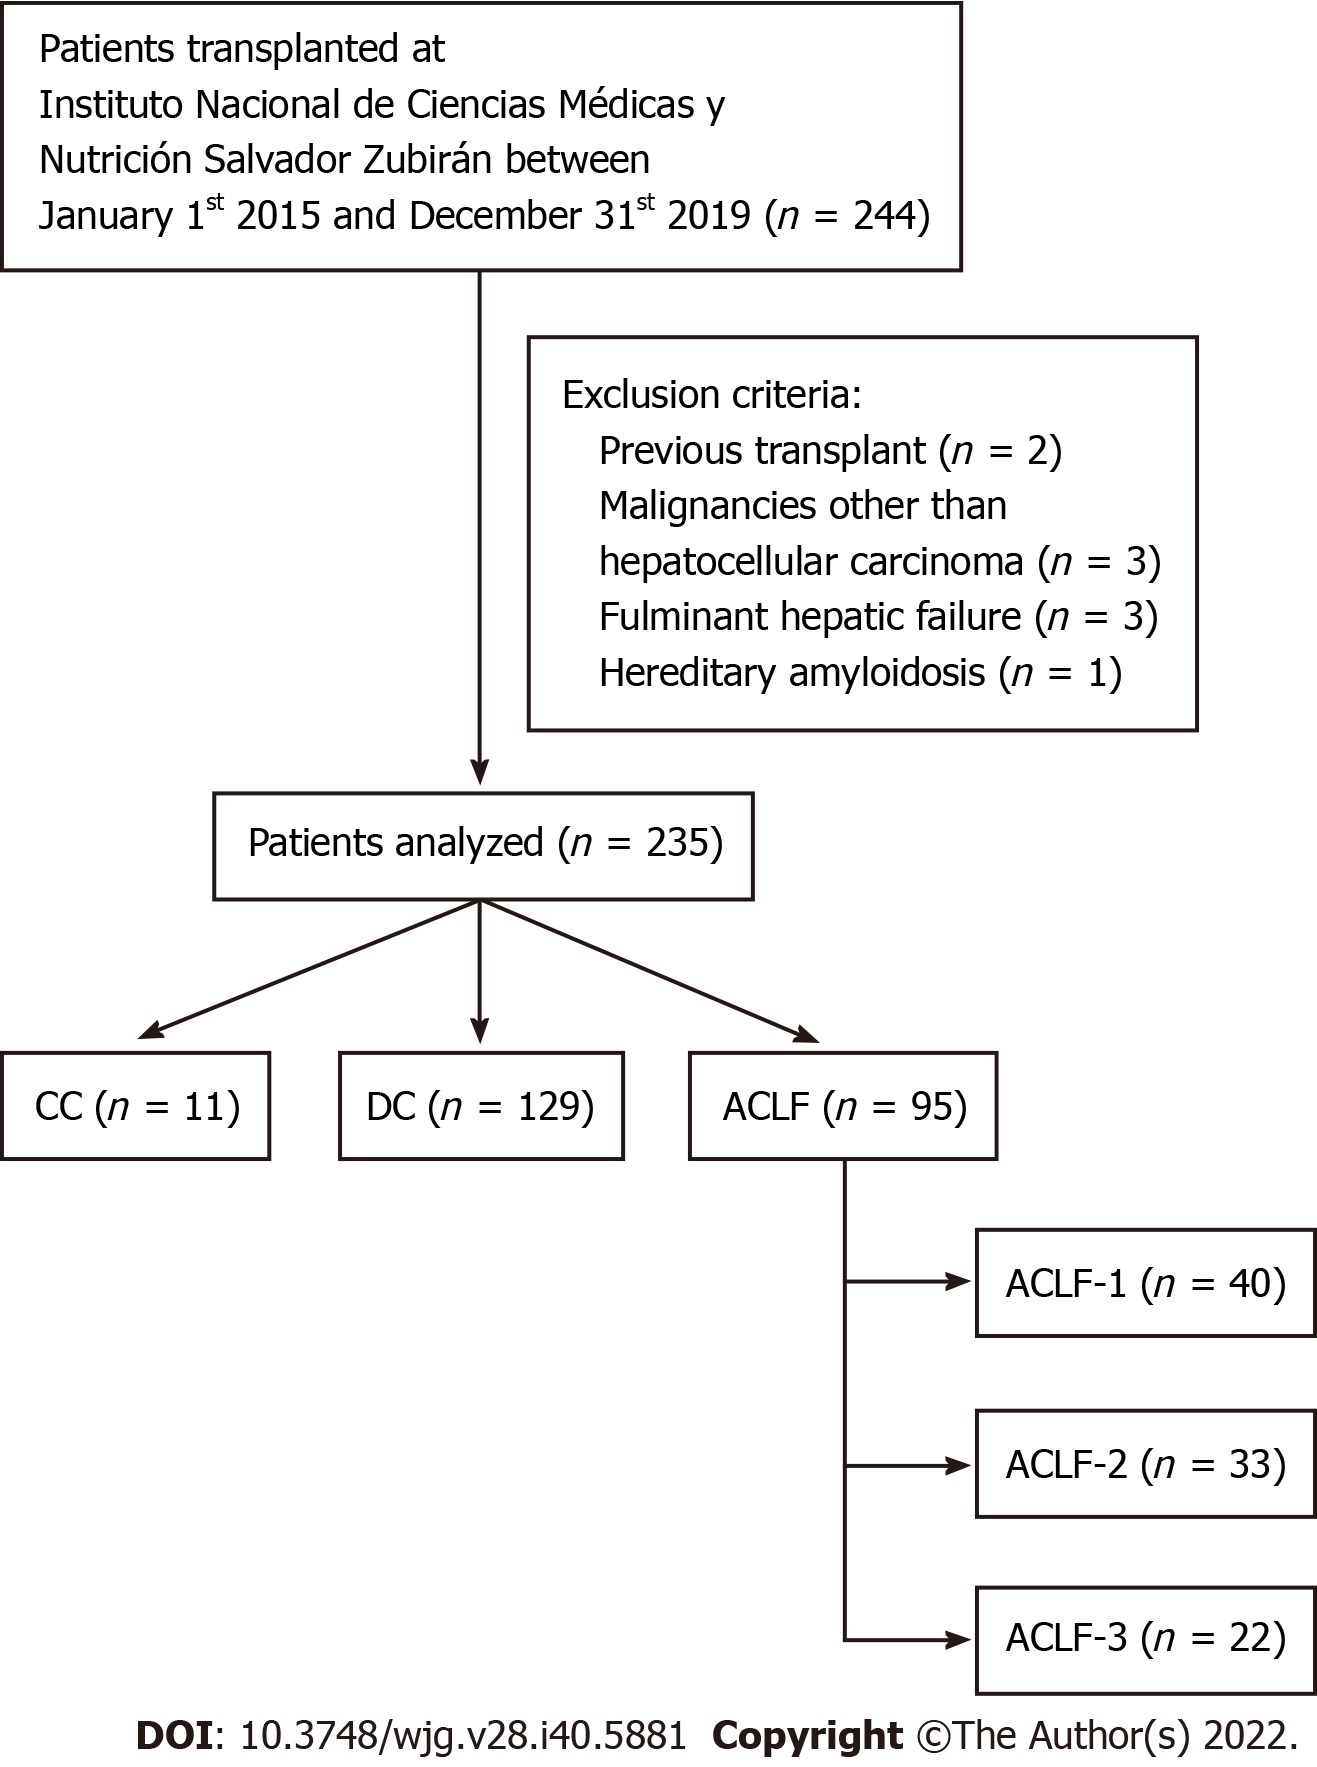 Patients transplanted at
Instituto Nacional de Ciencias Médicas y
Nutrición Salvador Zubirán between
January 1st 2015 and December 31st 2019 (n = 244)
Exclusion criteria:
Previous transplant (n = 2)
Malignancies other than
hepatocellular carcinoma (n = 3)
Fulminant hepatic failure (n = 3)
Hereditary amyloidosis (n = 1)
Patients analyzed (n = 235)
CC (n = 11)
DC (n = 129)
ACLF (n = 95)
ACLF-1 (n = 40)
ACLF-2 (n = 33)
ACLF-3 (n = 22)
DOI: 10.3748/wjg.v28.i40.5881 Copyright ©The Author(s) 2022.